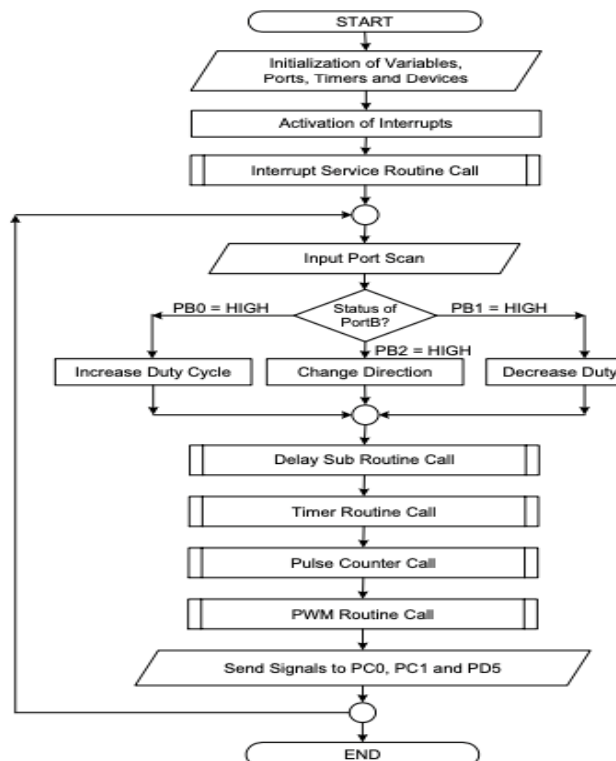 START
Initialization of Variables,
Ports, Timers and Devices
Activation of Interrupts
Interrupt Service Routine Call
Input Port Scan
PB0 = HIGH
Status of
PortB?
PB1 = HIGH
PB2 = HIGH
Increase Duty Cycle
Change Direction
Decrease Duty
Delay Sub Routine Call
Timer Routine Call
Pulse Counter Call
PWM Routine Call
Send Signals to PC0, PC1 and PD5
END